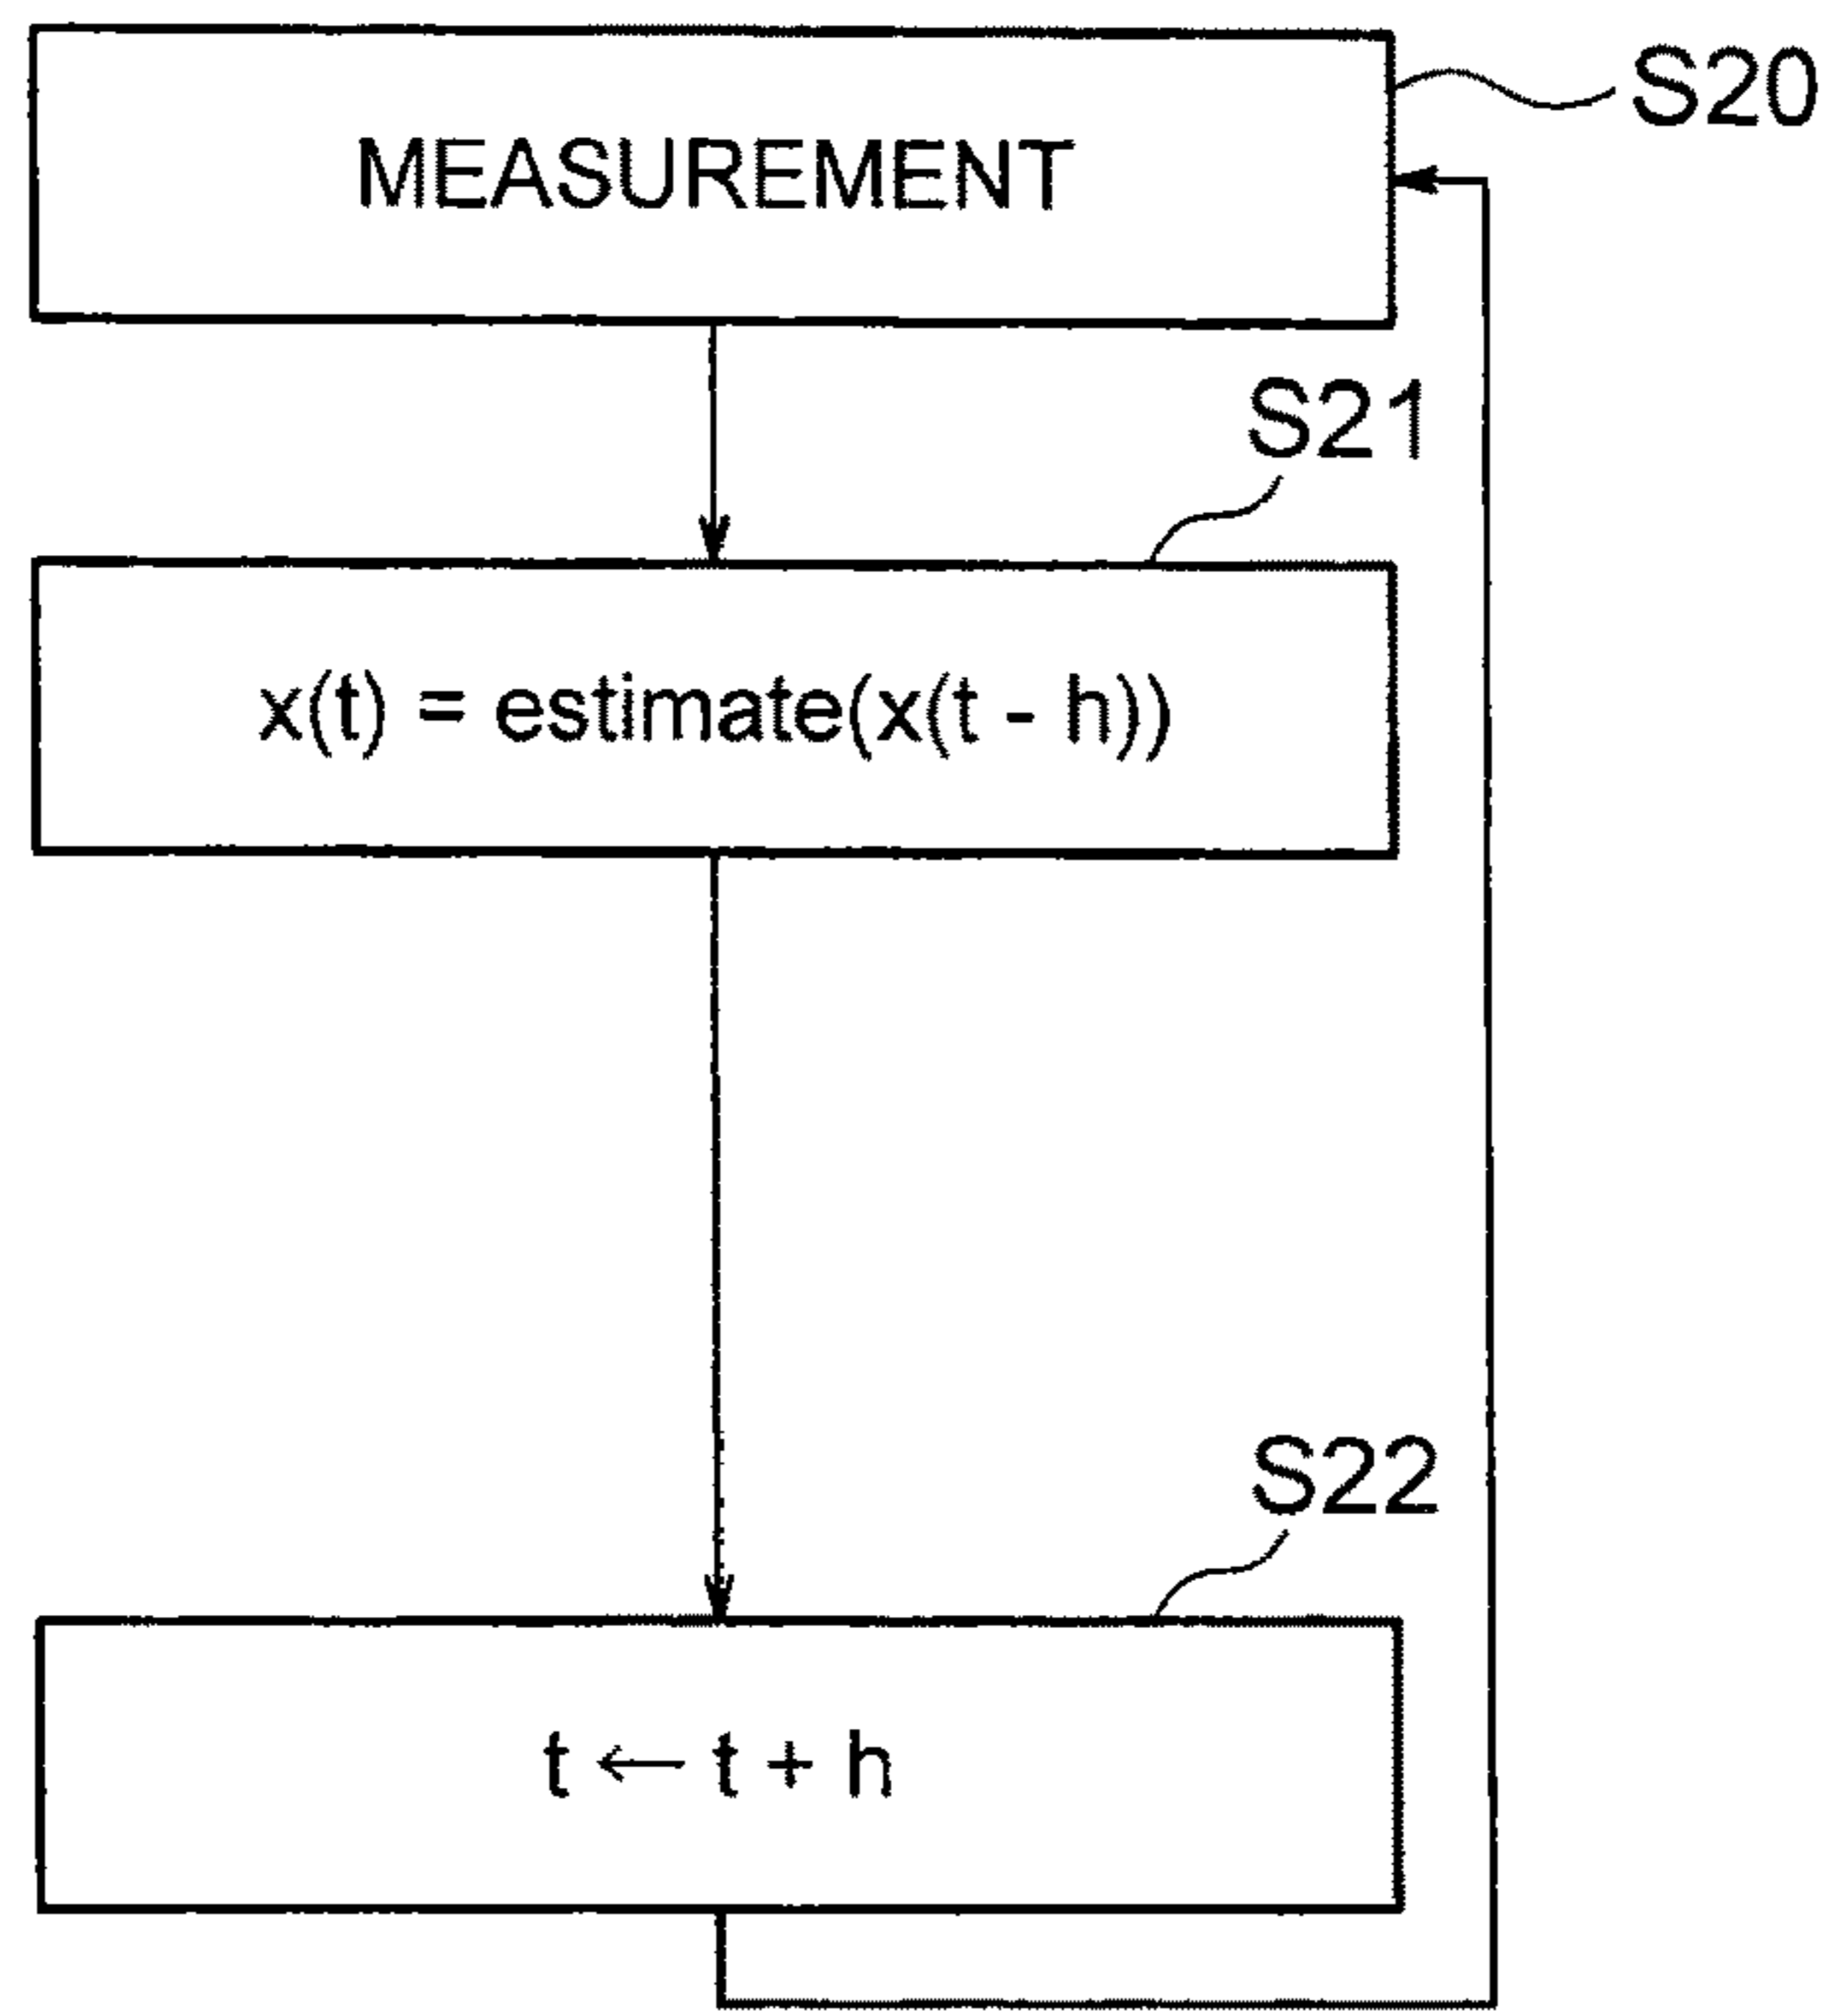 S20
MEASUREMENT
S21
x(t) = estimate(x(t - h))
S22
t ← t + h